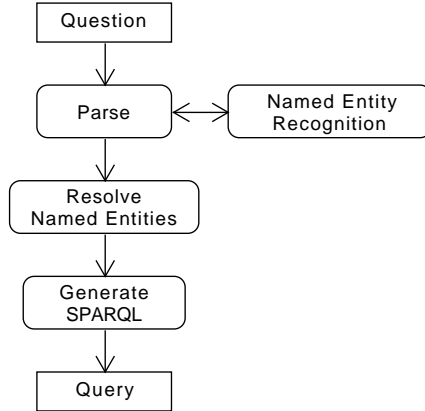 Question
Parse
Named Entity
Recognition
Resolve
Named Entities
Generate
SPARQL
Query